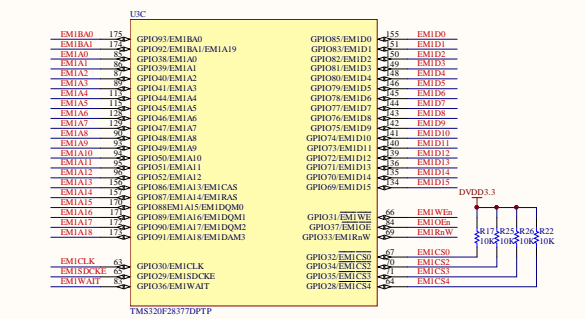 U3C
EM1BA0 175 GPIO93/EM1BA0 GPIO85/EM1D0 155 EM1D0
EM1BA1 174 GPIO92/EM1BA1/EM1A19 GPIO83/EM1D1 151 EM1D1
EM1A0 85 GPIO38/EM1A0 GPIO82/EM1D2 150 EM1D2
EM1A1 86 GPIO39/EM1A1 GPIO81/EM1D3 149 EM1D3
EM1A2 87 GPIO40/EM1A2 GPIO80/EM1D4 148 EM1D4
EM1A3 89 GPIO41/EM1A3 GPIO79/EM1D5 146 EM1D5
EM1A4 113 GPIO44/EM1A4 GPIO78/EM1D6 145 EM1D6
EM1A5 115 GPIO45/EM1A5 GPIO77/EM1D7 144 EM1D7
EM1A6 128 GPIO46/EM1A6 GPIO76/EM1D8 143 EM1D8
EM1A7 129 GPIO47/EM1A7 GPIO75/EM1D9 142 EM1D9
EM1A8 90 GPIO48/EM1A8 GPIO74/EM1D10 141 EM1D10
EM1A9 93 GPIO49/EM1A9 GPIO73/EM1D11 140 EM1D11
EM1A10 94 GPIO50/EM1A10 GPIO72/EM1D12 139 EM1D12
EM1A11 95 GPIO51/EM1A11 GPIO71/EM1D13 136 EM1D13
EM1A12 96 GPIO52/EM1A12 GPIO70/EM1D14 135 EM1D14
EM1A13 156 GPIO86/EM1A13/EM1CAS GPIO69/EM1D15 134 EM1D15
EM1A14 157 GPIO87/EM1A14/EM1RAS DVDD3.3
EM1A15 170 GPIO88EM1A15/EM1DQM0
EM1A16 171 GPIO89/EM1A16/EM1DQM1 GPIO31/EM1WE 66 EM1WEn
EM1A17 172 GPIO90/EM1A17/EM1DQM2 GPIO37/EM1OE 84 EM1OEn
EM1A18 173 GPIO91/EM1A18/EM1DAM3 GPIO33/EM1RnW 69 EM1RnW
R17 R25 R26 R22
10K 10K 10K 10K
GPIO32/EM1CS0 67 EM1CS0
EM1CLK 63 GPIO30/EM1CLK GPIO34/EM1CS2 70 EM1CS2
EM1SDCKE 65 GPIO29/EM1SDCKE GPIO35/EM1CS3 71 EM1CS3
EM1WAIT 83 GPIO36/EM1WAIT GPIO28/EM1CS4 64 EM1CS4
TMS320F28377DPTP